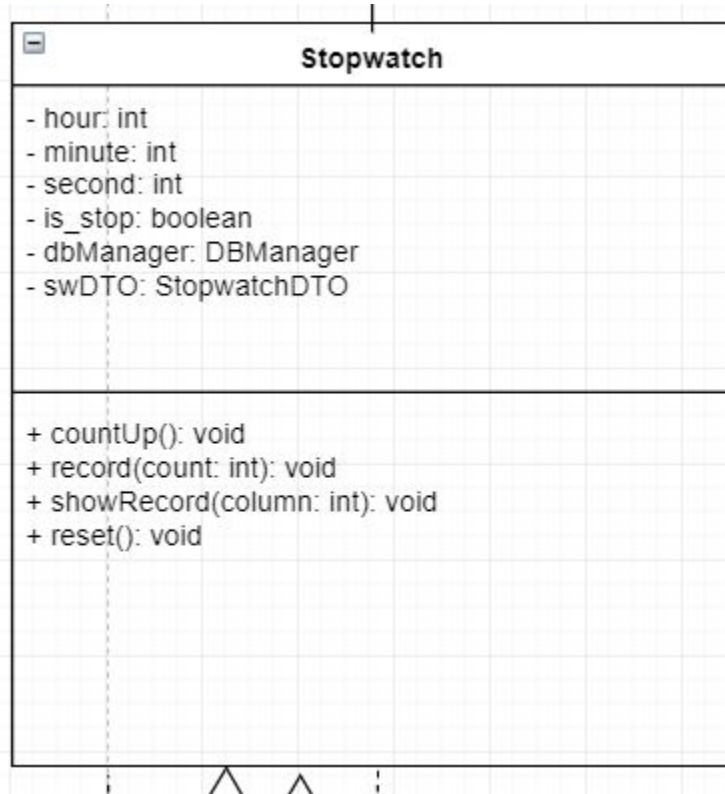 Stopwatch
- hour: int
- minute: int
- second: int
- is_stop: boolean
- dbManager: DBManager
- swDTO: StopwatchDTO
+ countUp(): void
+ record(count: int): void
+ showRecord(column: int): void
+ reset(): void